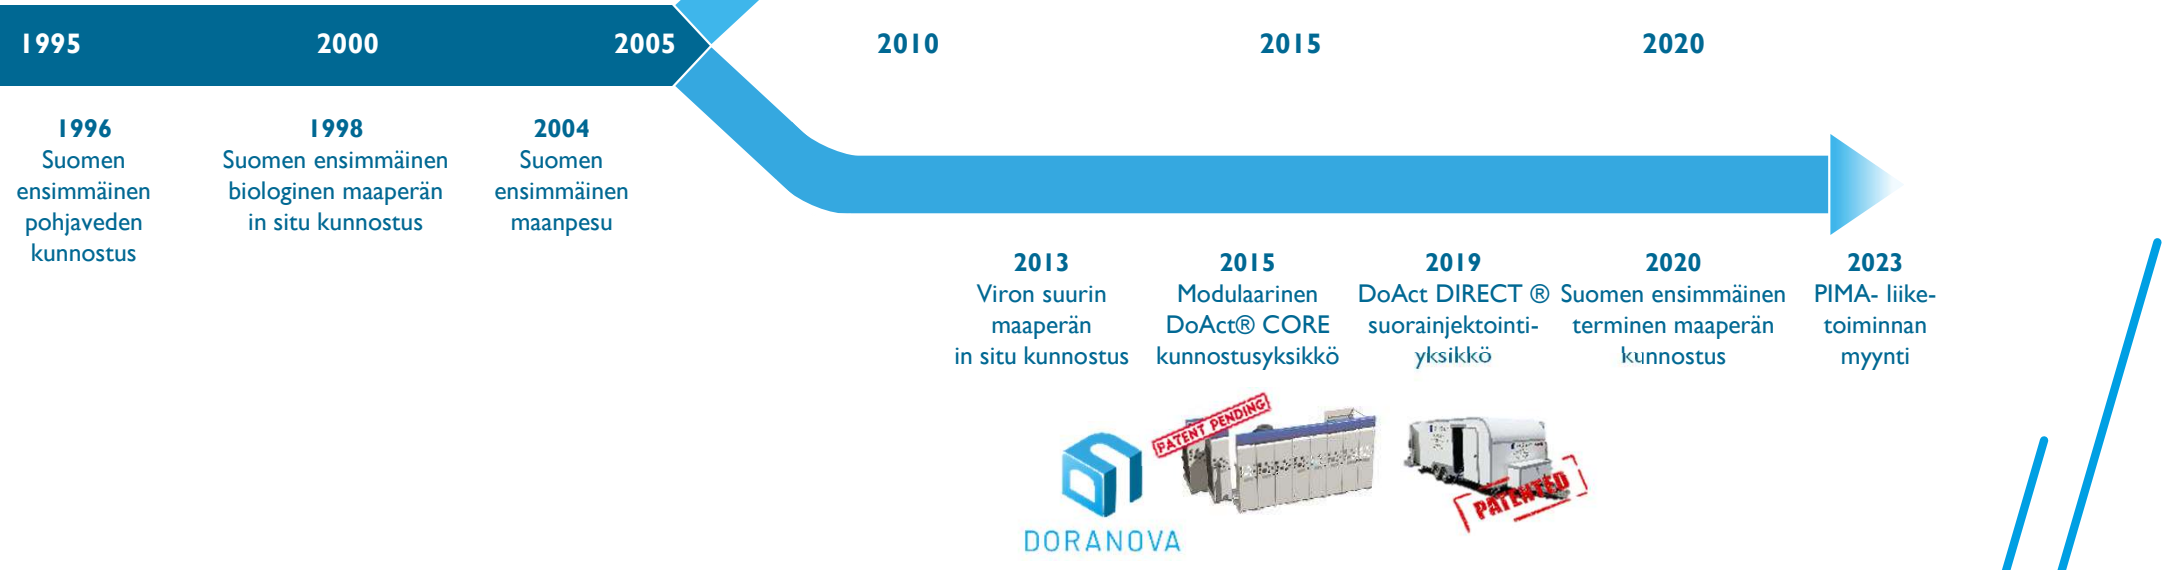 1995 2000 2005 2010 2015 2020
1996
Suomen
ensimmäinen
pohjaveden
kunnostus
1998
Suomen ensimmäinen
biologinen maaperän
in situ kunnostus
2004
Suomen
ensimmäinen
maanpesu
2013
Viron suurin
maaperän
in situ kunnostus
2015
Modulaarinen
DoAct® CORE
kunnostusyksikkö
2019
DoAct DIRECT ®
suorainjektointi-
yksikkö
2020
Suomen ensimmäinen
terminen maaperän
kunnostus
2023
PIMA- liike-
toiminnan
myynti
DORANOVA
PATENT PENDING
PATENTED